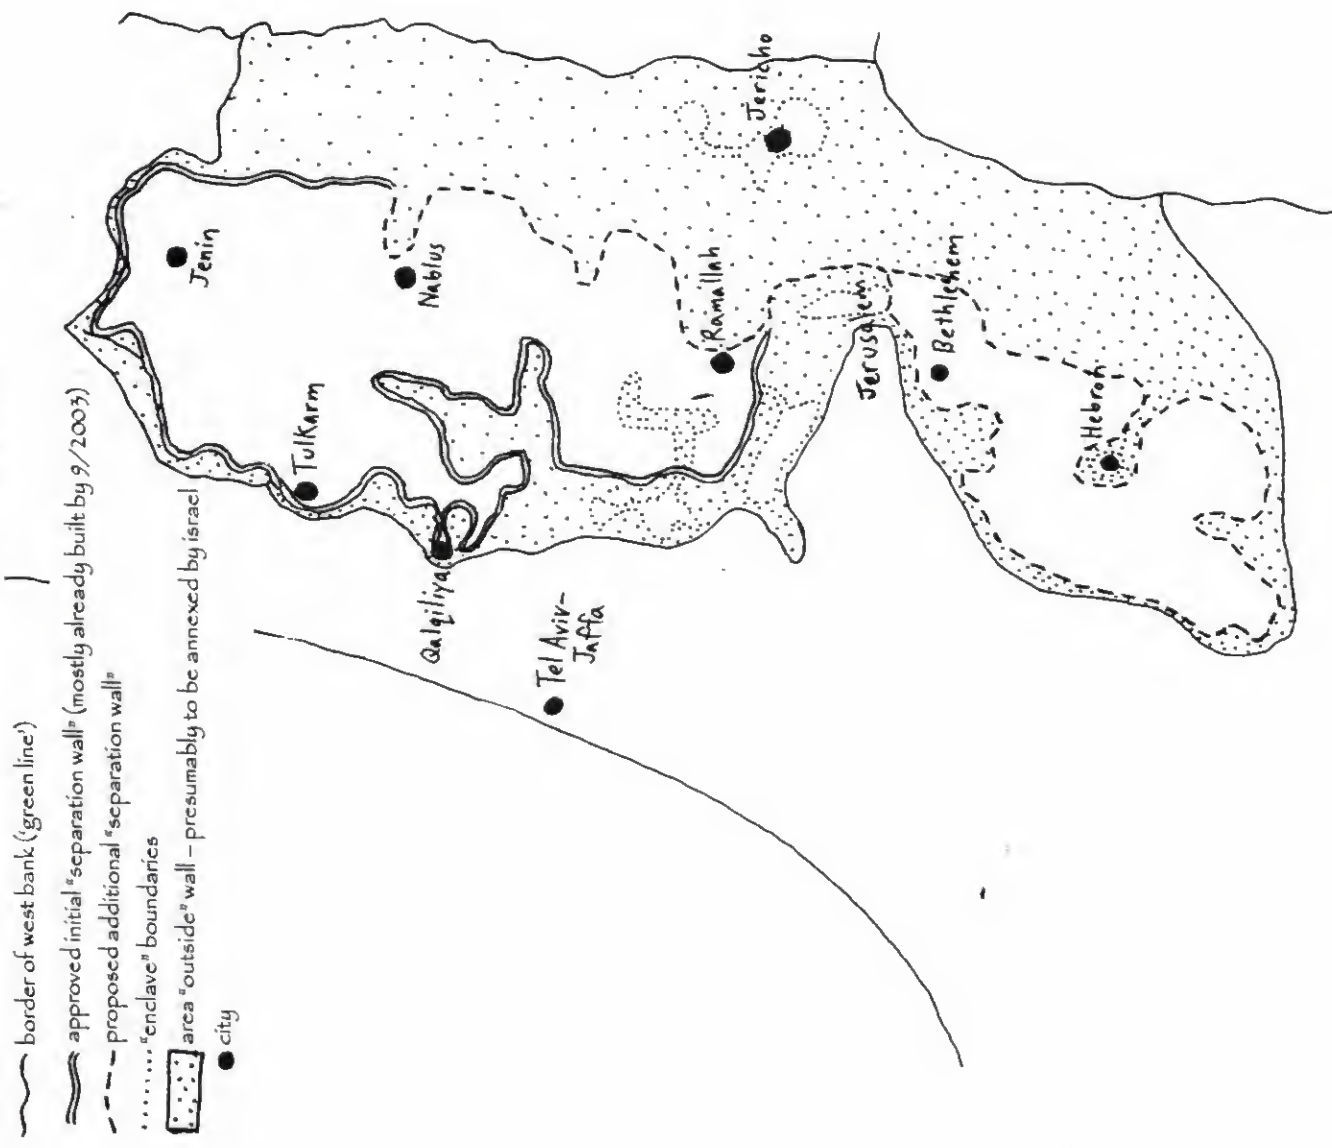 border of west bank ('green line')
approved initial "separation wall" (mostly already built by 9/2003)
proposed additional "separation wall"
"enclave" boundaries
area "outside" wall – presumably to be annexed by israel
city
Jenin
Tulkarm
Nablus
Qalqiliya
Tel Aviv-
Jaffa
Ramallah
Jericho
Jerusalem
Bethleghem
Hebron